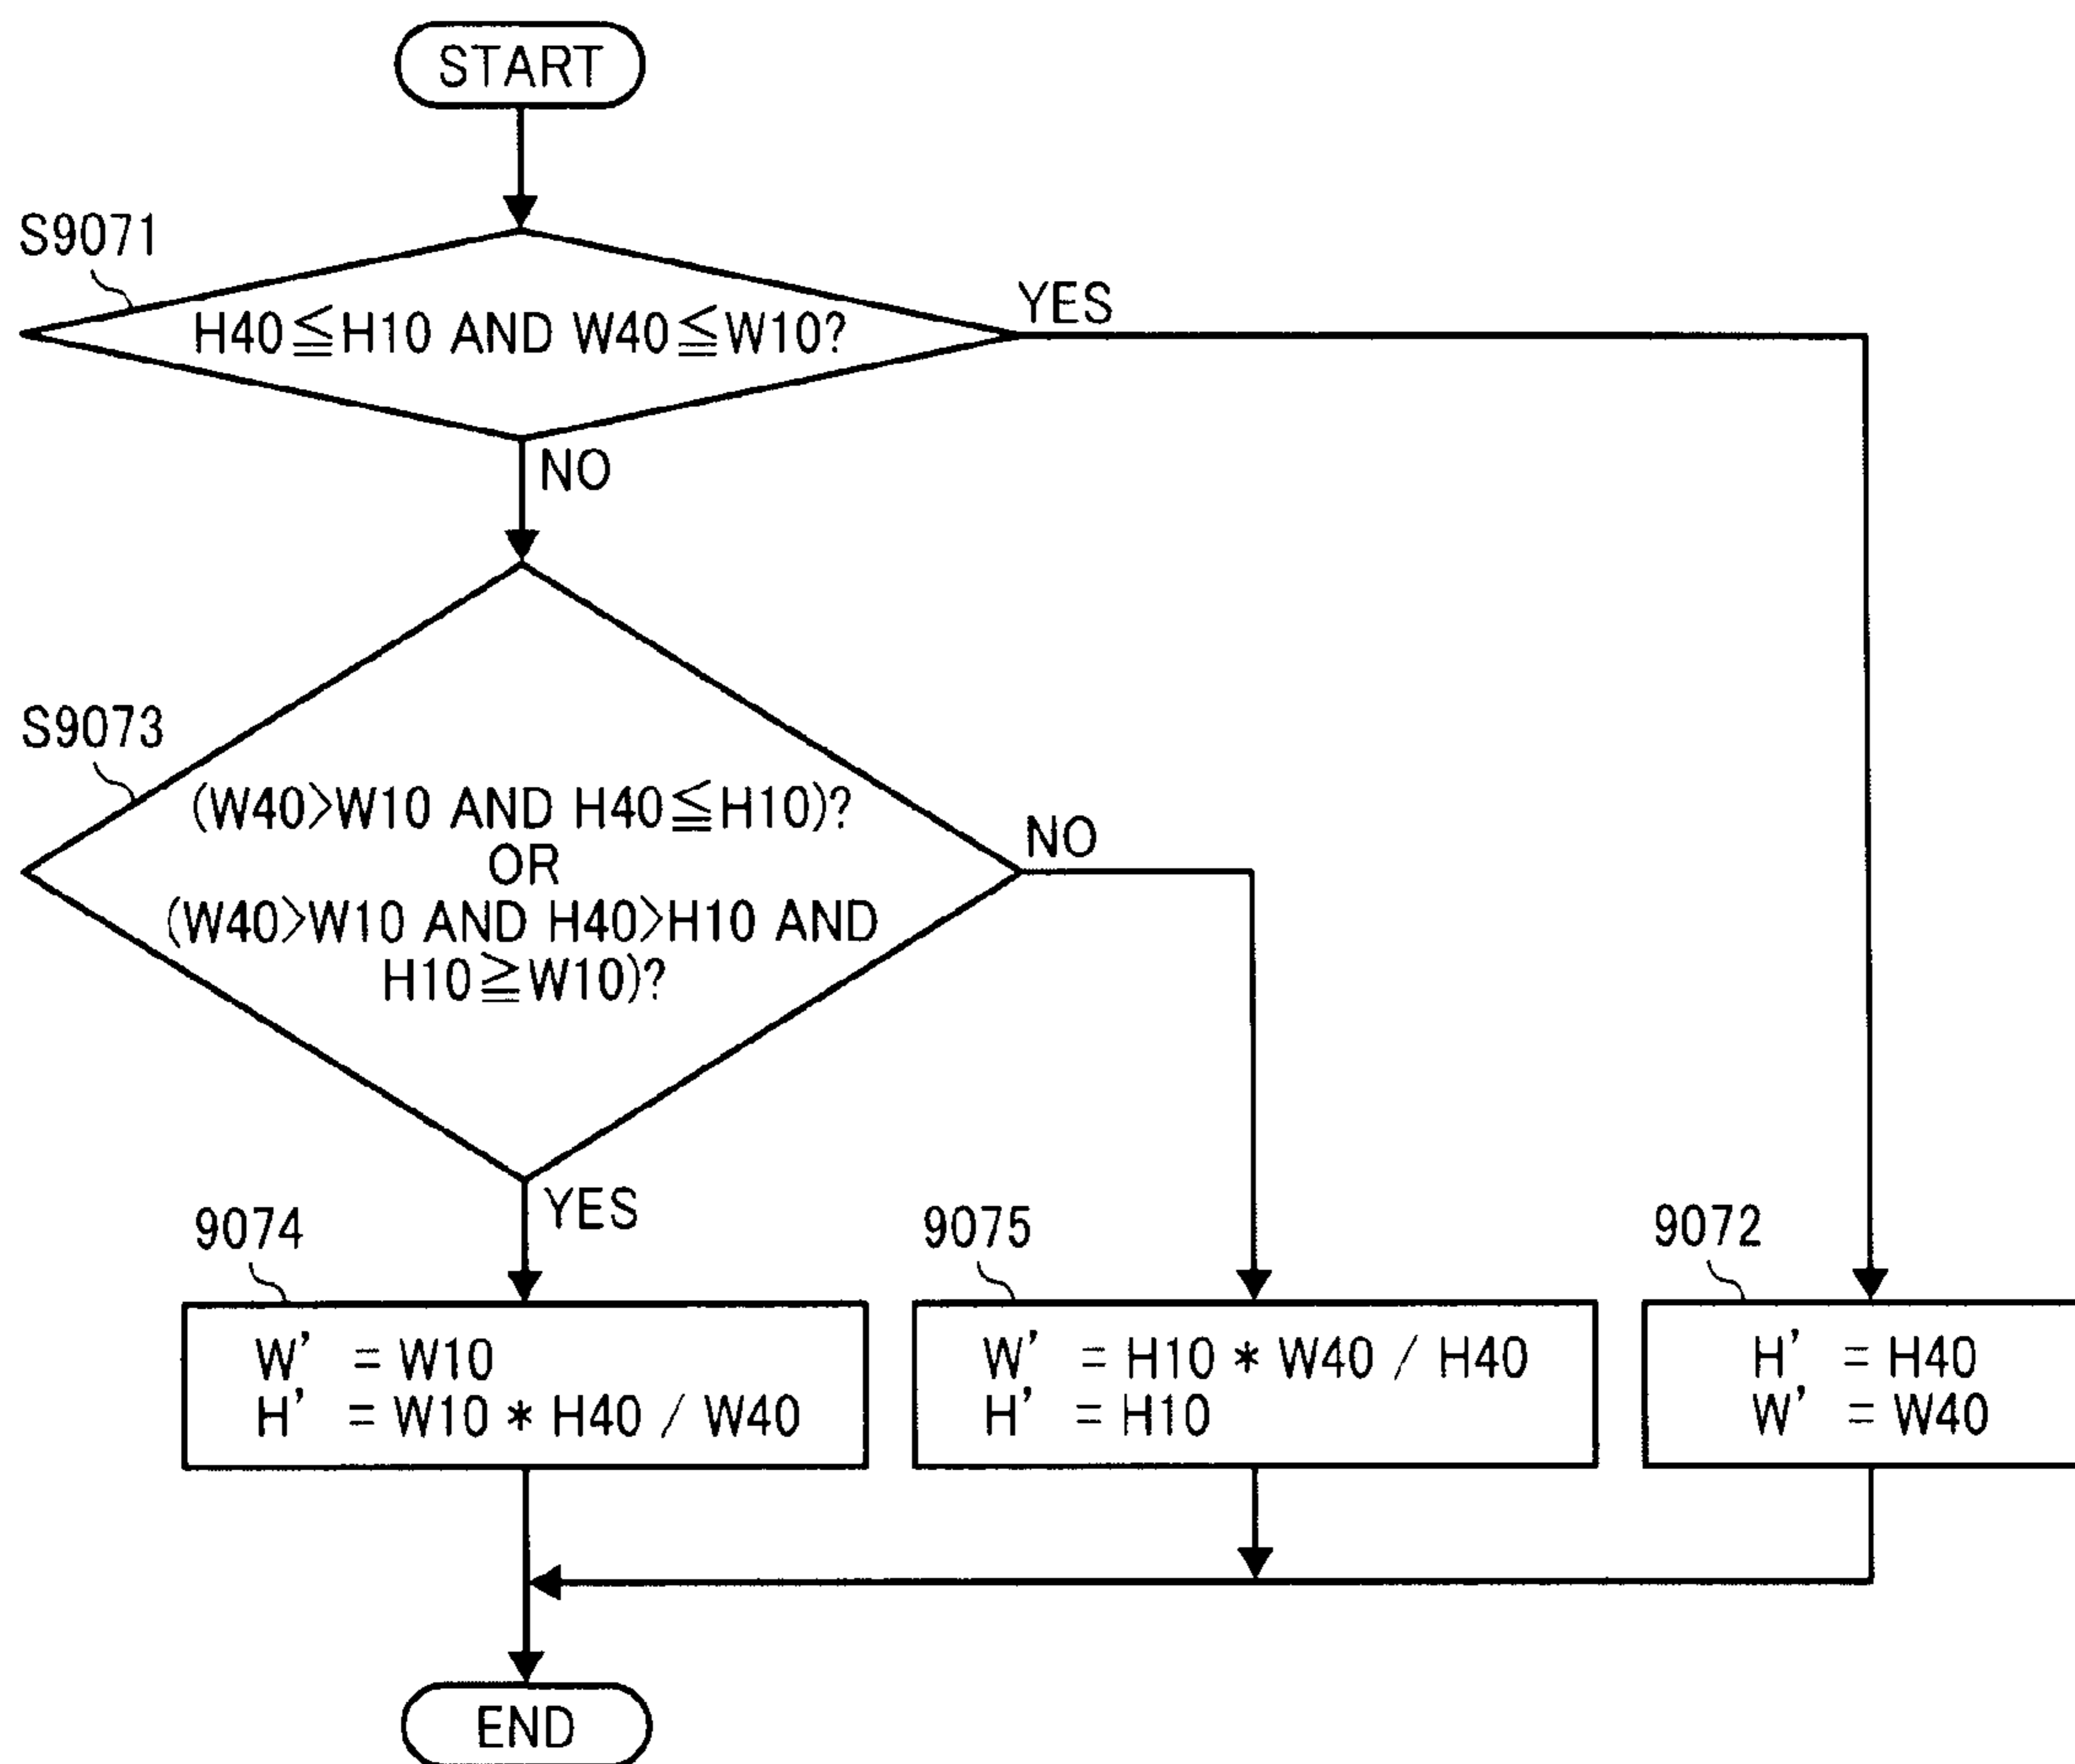 START
S9071
H40≦H10 AND W40≦W10?
YES
NO
S9073
(W40>W10 AND H40≦H10)?
OR
(W40>W10 AND H40>H10 AND
H10≧W10)?
NO
YES
9074
W' = W10
H' = W10 * H40 / W40
9075
W' = H10 * W40 / H40
H' = H10
9072
H' = H40
W' = W40
END